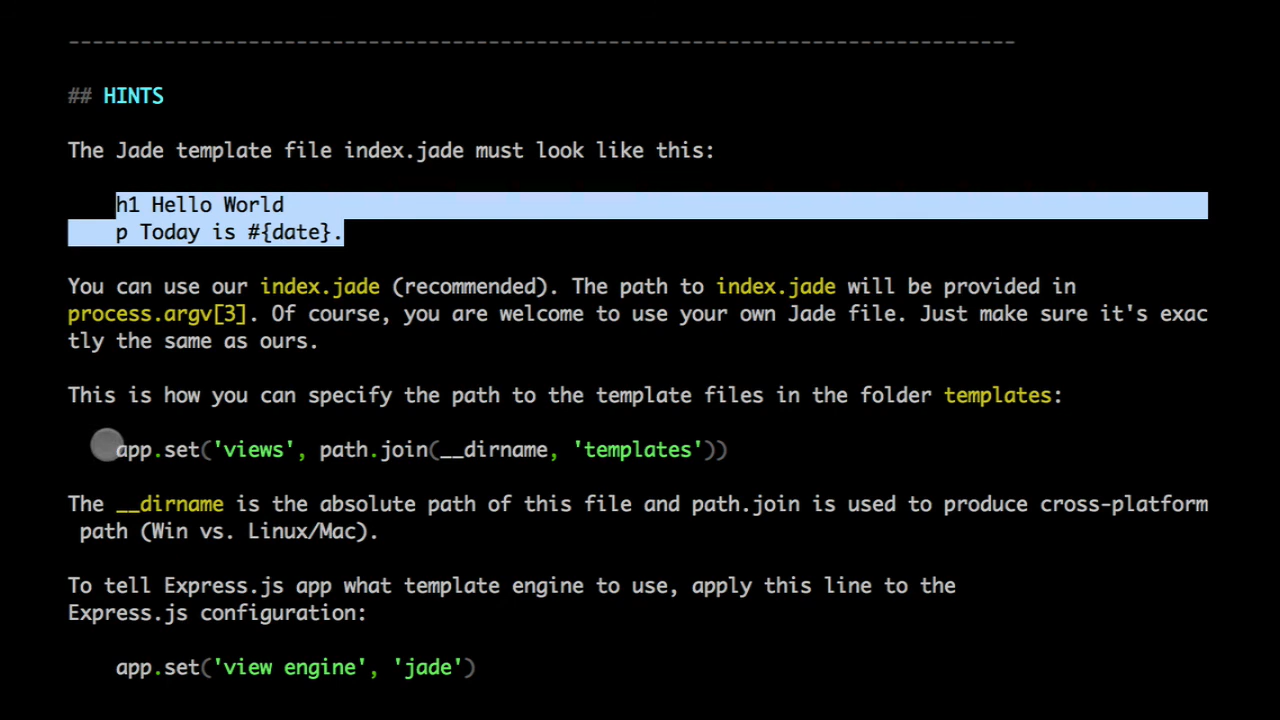 -------------------------------------------------------------------------------
## HINTS
The Jade template file index.jade must look like this:
h1 Hello World
p Today is #{date}.
You can use our index.jade (recommended). The path to index.jade will be provided in
process.argv[3]. Of course, you are welcome to use your own Jade file. Just make sure it's exac
tly the same as ours.
This is how you can specify the path to the template files in the folder templates:
app.set('views', path.join(__dirname, 'templates'))
The __dirname is the absolute path of this file and path.join is used to produce cross-platform
path (Win vs. Linux/Mac).
To tell Express.js app what template engine to use, apply this line to the
Express.js configuration:
app.set('view engine', 'jade')